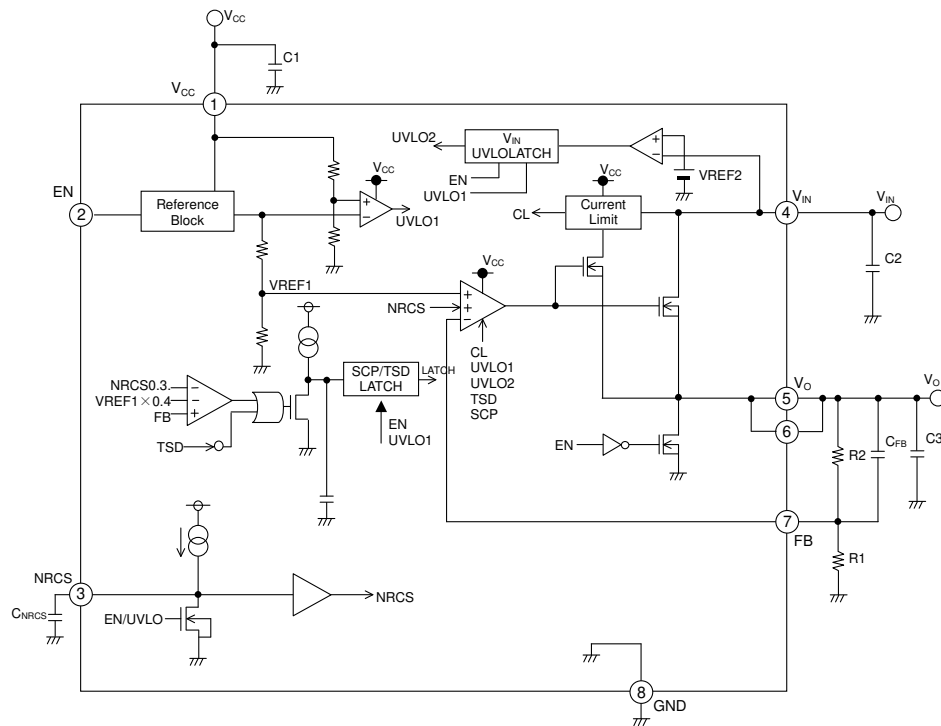 VCC
C1
VCC
1
EN
2
Reference
Block
VCC
UVLO1
UVLO2
VIN
UVLOLATCH
EN
UVLO1
VREF2
VCC
CL
Current
Limit
VIN
4
VIN
C2
VREF1
NRCS
VCC
CL
UVLO1
UVLO2
TSD
SCP
NRCS0.3.
VREF1×0.4
FB
TSD
SCP/TSD
LATCH
LATCH
EN
UVLO1
EN
VO
5
VO
6
R2
CFB
C3
7
FB
R1
NRCS
3
CNRCS
EN/UVLO
NRCS
8
GND